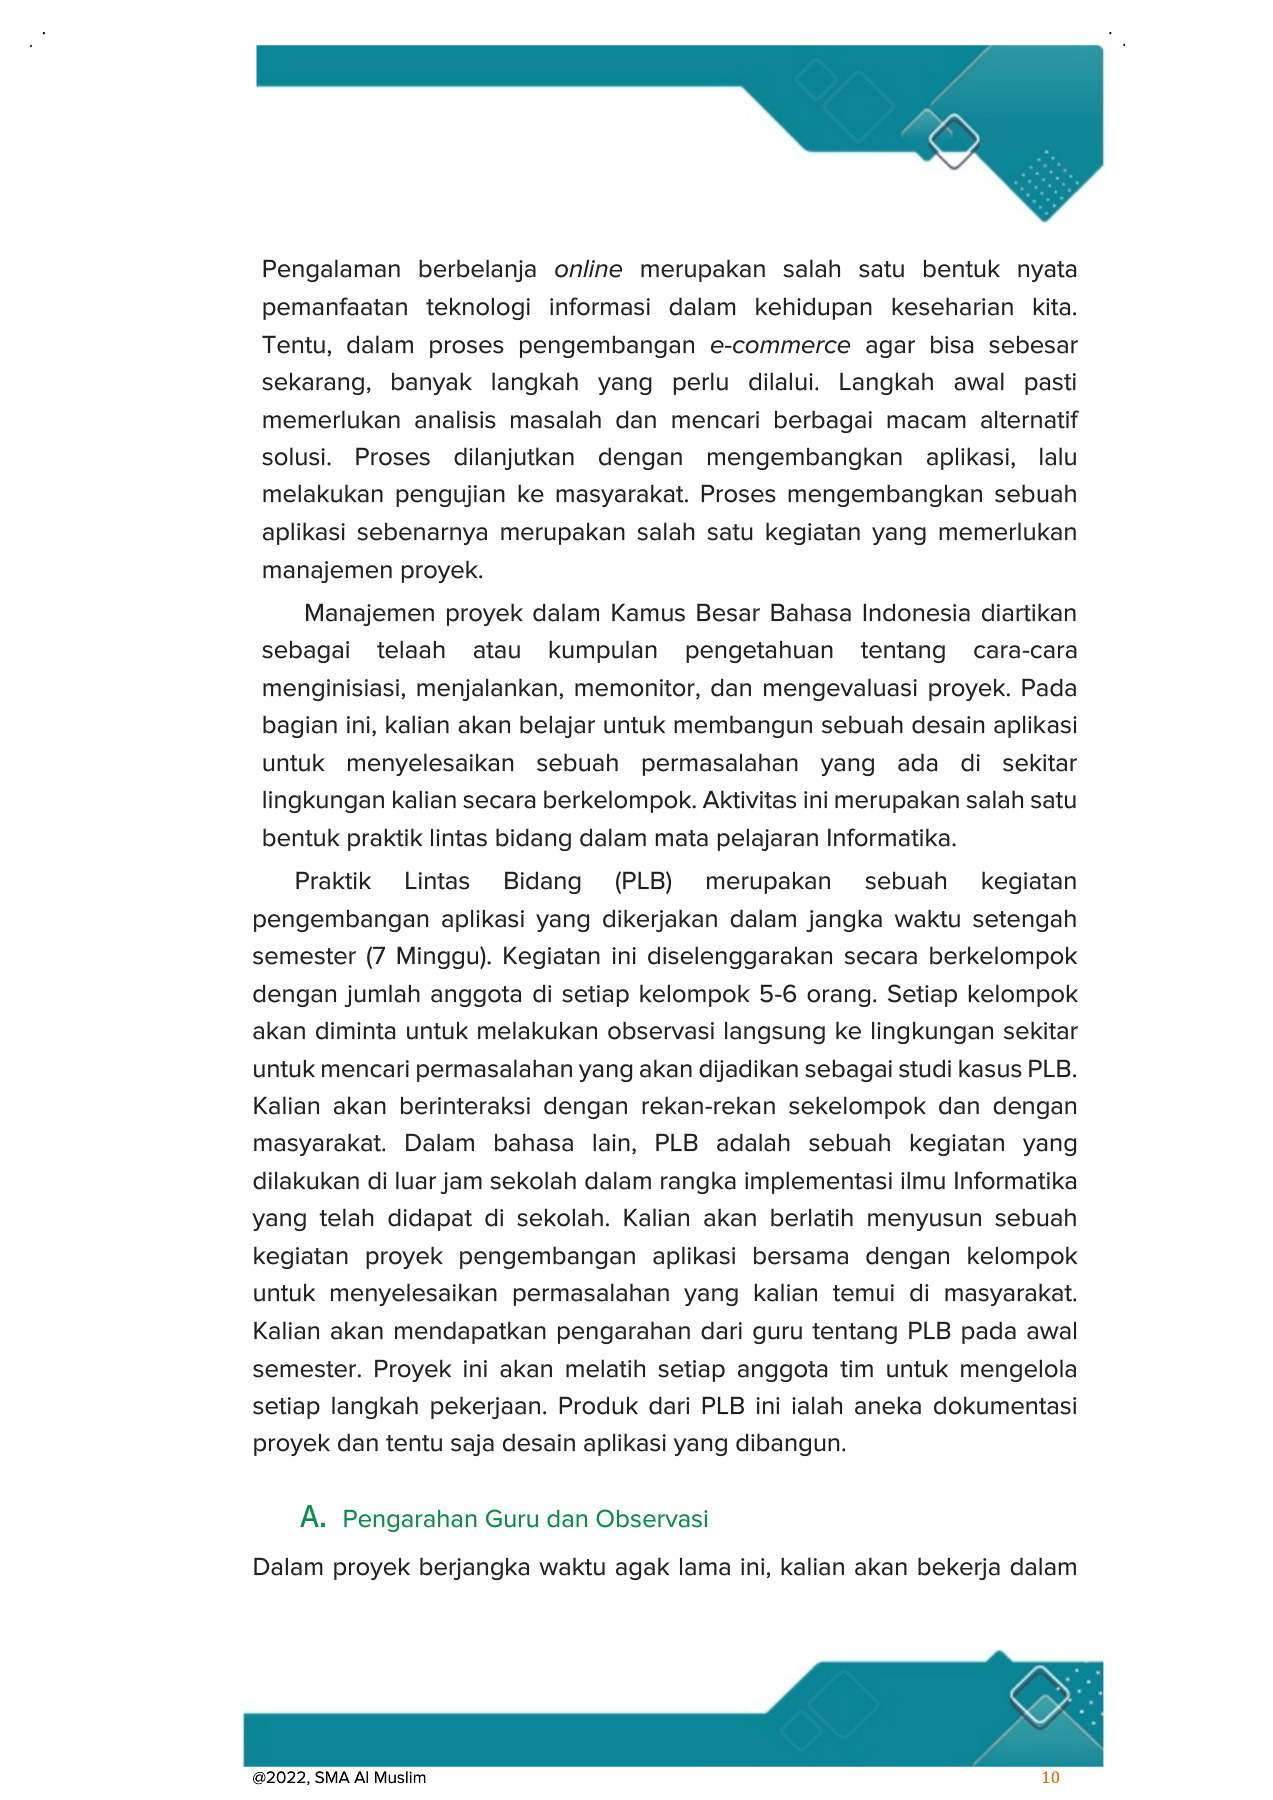 Pengalaman berbelanja online merupakan salah satu bentuk nyata
pemanfaatan teknologi informasi dalam kehidupan keseharian kita.
Tentu, dalam proses pengembangan e-commerce agar bisa sebesar
sekarang, banyak langkah yang perlu dilalui. Langkah awal pasti
memerlukan analisis masalah dan mencari berbagai macam alternatif
solusi. Proses dilanjutkan dengan mengembangkan aplikasi, lalu
melakukan pengujian ke masyarakat. Proses mengembangkan sebuah
aplikasi sebenarnya merupakan salah satu kegiatan yang memerlukan
manajemen proyek.
Manajemen proyek dalam Kamus Besar Bahasa Indonesia diartikan
sebagai telaah atau kumpulan pengetahuan tentang cara-cara
menginisiasi, menjalankan, memonitor, dan mengevaluasi proyek. Pada
bagian ini, kalian akan belajar untuk membangun sebuah desain aplikasi
untuk menyelesaikan sebuah permasalahan yang ada di sekitar
lingkungan kalian secara berkelompok. Aktivitas ini merupakan salah satu
bentuk praktik lintas bidang dalam mata pelajaran Informatika.
Praktik Lintas Bidang (PLB) merupakan sebuah kegiatan
pengembangan aplikasi yang dikerjakan dalam jangka waktu setengah
semester (7 Minggu). Kegiatan ini diselenggarakan secara berkelompok
dengan jumlah anggota di setiap kelompok 5-6 orang. Setiap kelompok
akan diminta untuk melakukan observasi langsung ke lingkungan sekitar
untuk mencari permasalahan yang akan dijadikan sebagai studi kasus PLB.
Kalian akan berinteraksi dengan rekan-rekan sekelompok dan dengan
masyarakat. Dalam bahasa lain, PLB adalah sebuah kegiatan yang
dilakukan di luar jam sekolah dalam rangka implementasi ilmu Informatika
yang telah didapat di sekolah. Kalian akan berlatih menyusun sebuah
kegiatan proyek pengembangan aplikasi bersama dengan kelompok
untuk menyelesaikan permasalahan yang kalian temui di masyarakat.
Kalian akan mendapatkan pengarahan dari guru tentang PLB pada awal
semester. Proyek ini akan melatih setiap anggota tim untuk mengelola
setiap langkah pekerjaan. Produk dari PLB ini ialah aneka dokumentasi
proyek dan tentu saja desain aplikasi yang dibangun.
A. Pengarahan Guru dan Observasi
Dalam proyek berjangka waktu agak lama ini, kalian akan bekerja dalam
@2022, SMA Al Muslim 10